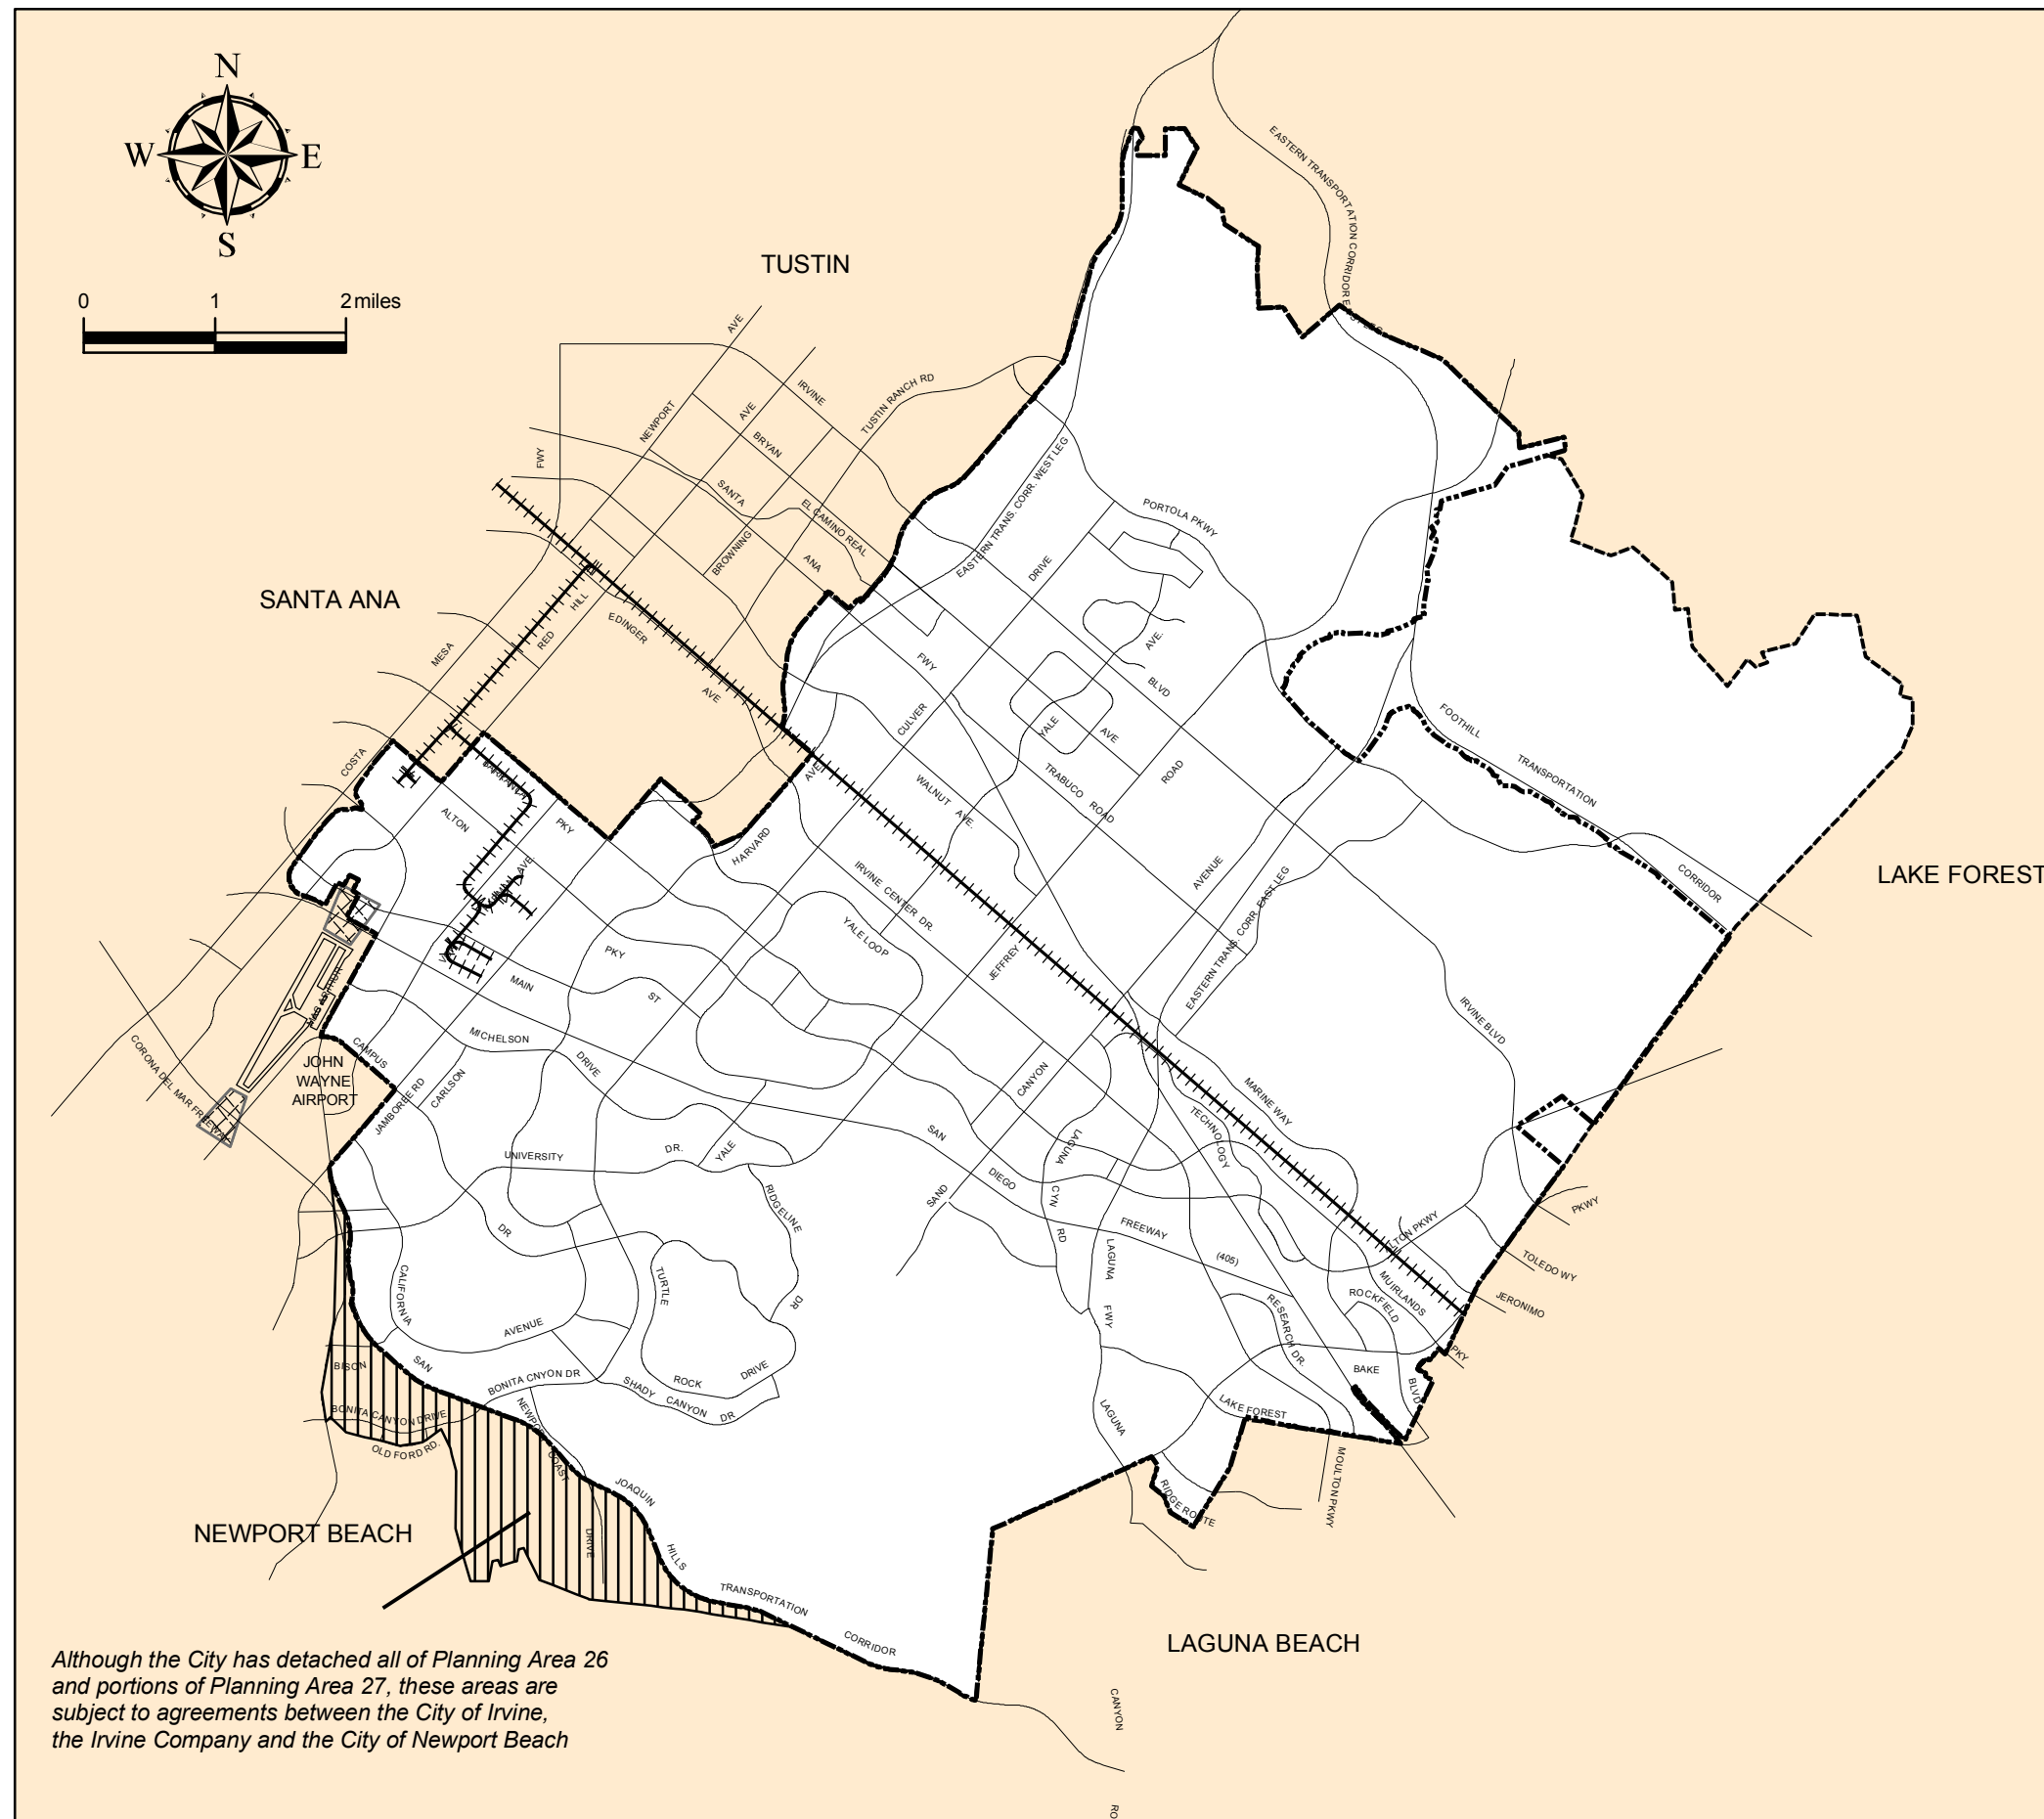 N
W E
S
0 1 2 miles
TUSTIN
SANTA ANA
LAKE FOREST
NEWPORT BEACH
LAGUNA BEACH
JOHN
WAYNE
AIRPORT
EASTERN TRANSPORTATION CORRIDOR
AVE
NEWPORT
AVE
IRVINE
BRYAN
TUSTIN RANCH RD
FWY
SANTA
EL CAMINO REAL
BROWNING
ANA
EASTERN TRANS. CORR. WEST LEG
PORTOLA PKWY
DRIVE
HILL
RED
EDINGER
AVE
MESA
COSTA
FWY
AVE.
BLVD
CULVER
YALE
AVE
FOOTHILL
TRANSPORTATION
CORRIDOR
TRABUCO
ROAD
ROAD
WALNUT AVE.
AVE
ALTON
PKY
HARVARD
AVE.
IRVINE CENTER DR.
AVENUE
EASTERN TRANS. CORR. EAST LEG
YALE LOOP
JEFFREY
PKY
MAIN
ST
MICHELSON
DRIVE
IRVINE BLVD
MAC ARTHUR
CAMPUS
CORONA DEL MAR FREEWAY
JAMBOREE RD
CARLSON
CANYON
MARINE WAY
TECHNOLOGY
SAN
DIEGO
FREEWAY
(405)
LAGUNA
CYN
RD
SAND
UNIVERSITY
DR.
YALE
RIDGELINE
DR
DR
PKWY
TOLEDO WY
JERONIMO
MUIRLANDS
PKY
ROCKFIELD
BLVD
BAKE
RESEARCH DR.
LAGUNA
FWY
LAGUNA
LAKE FOREST
MOULTON PKWY
RIDGE ROUTE
CALIFORNIA
AVENUE
TURTLE
ROCK
DRIVE
BISON
SAN
BONITA CNYON DR
SHADY CANYON DR
BONITA CANYON DRIVE
OLD FORD RD.
NEWPORT
COAST
DRIVE
JOAQUIN
HILLS
TRANSPORTATION
CORRIDOR
CANYON
Although the City has detached all of Planning Area 26
and portions of Planning Area 27, these areas are
subject to agreements between the City of Irvine,
the Irvine Company and the City of Newport Beach